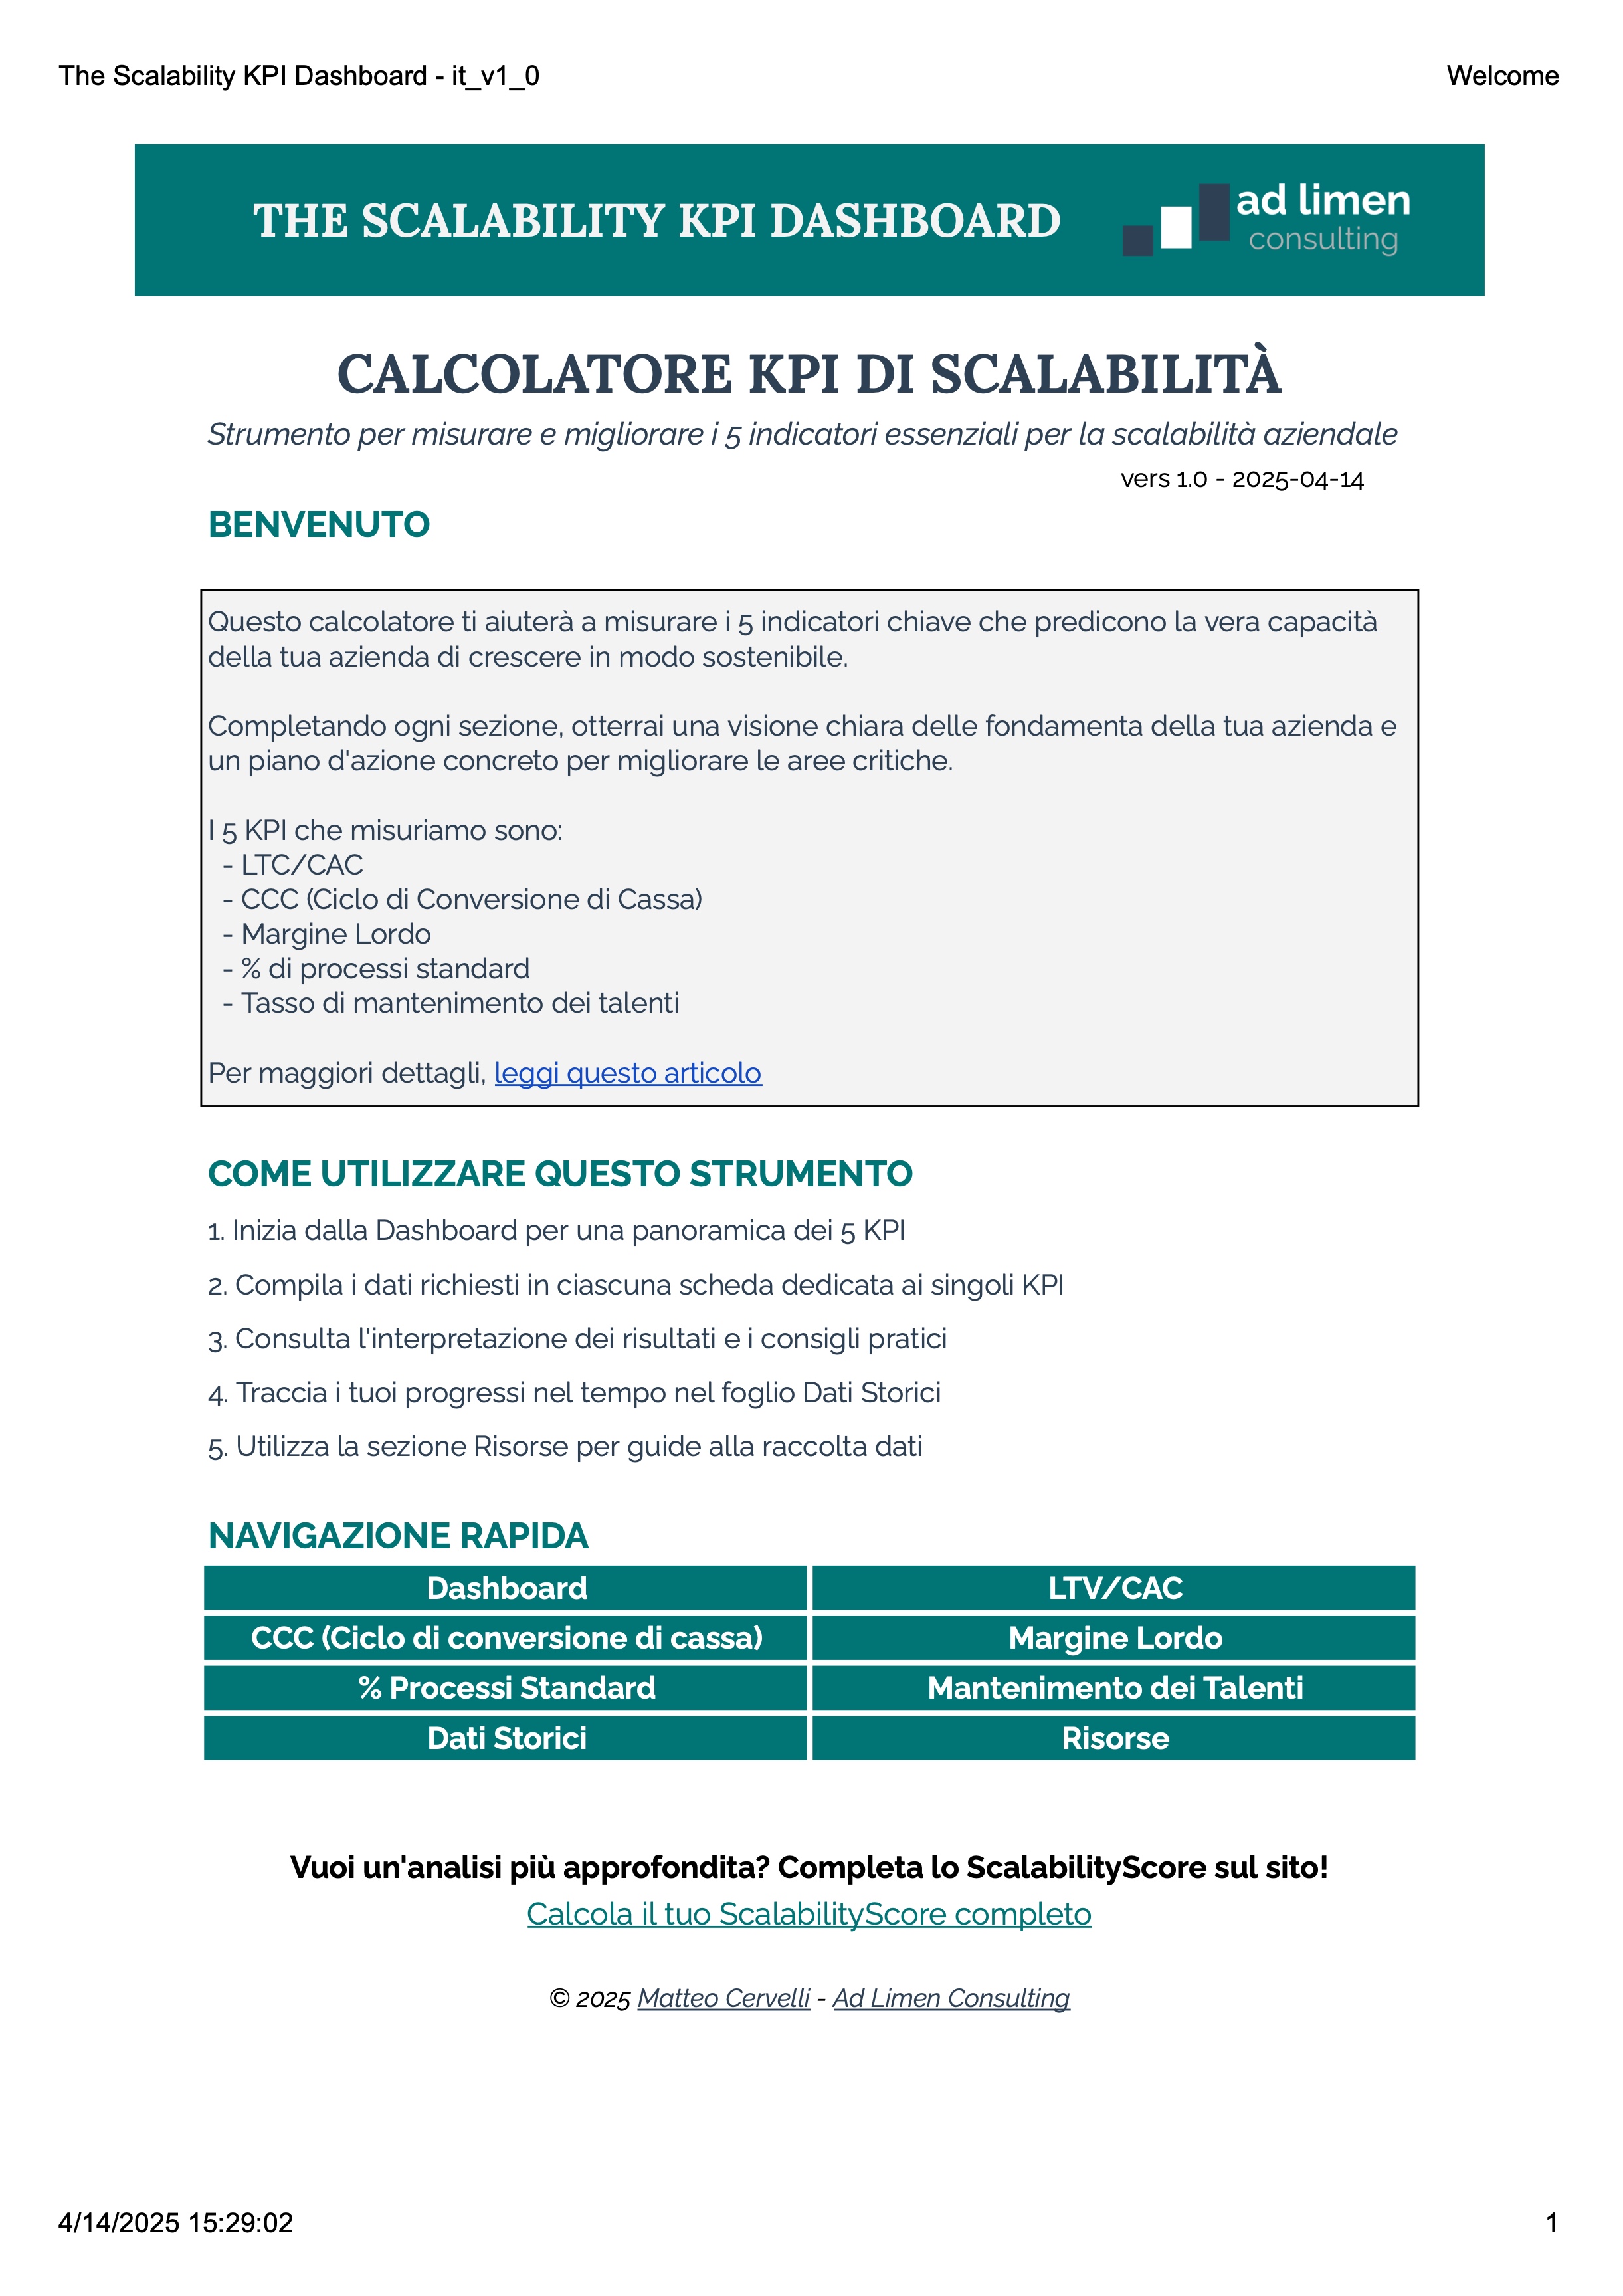 The Scalability KPI Dashboard - it_v1_0
Welcome
THE SCALABILITY KPI DASHBOARD
ad limen
consulting
CALCOLATORE KPI DI SCALABILITÀ
Strumento per misurare e migliorare i 5 indicatori essenziali per la scalabilità aziendale
vers 1.0 - 2025-04-14
BENVENUTO
Questo calcolatore ti aiuterà a misurare i 5 indicatori chiave che predicono la vera capacità
della tua azienda di crescere in modo sostenibile.
Completando ogni sezione, otterrai una visione chiara delle fondamenta della tua azienda e
un piano d'azione concreto per migliorare le aree critiche.
I 5 KPI che misuriamo sono:
- LTC/CAC
- CCC (Ciclo di Conversione di Cassa)
- Margine Lordo
- % di processi standard
- Tasso di mantenimento dei talenti
Per maggiori dettagli, leggi questo articolo
COME UTILIZZARE QUESTO STRUMENTO
1. Inizia dalla Dashboard per una panoramica dei 5 KPI
2. Compila i dati richiesti in ciascuna scheda dedicata ai singoli KPI
3. Consulta l'interpretazione dei risultati e i consigli pratici
4. Traccia i tuoi progressi nel tempo nel foglio Dati Storici
5. Utilizza la sezione Risorse per guide alla raccolta dati
NAVIGAZIONE RAPIDA
Dashboard
LTV/CAC
CCC (Ciclo di conversione di cassa)
Margine Lordo
% Processi Standard
Mantenimento dei Talenti
Dati Storici
Risorse
Vuoi un'analisi più approfondita? Completa lo ScalabilityScore sul sito!
Calcola il tuo ScalabilityScore completo
© 2025 Matteo Cervelli - Ad Limen Consulting
4/14/2025 15:29:02
1